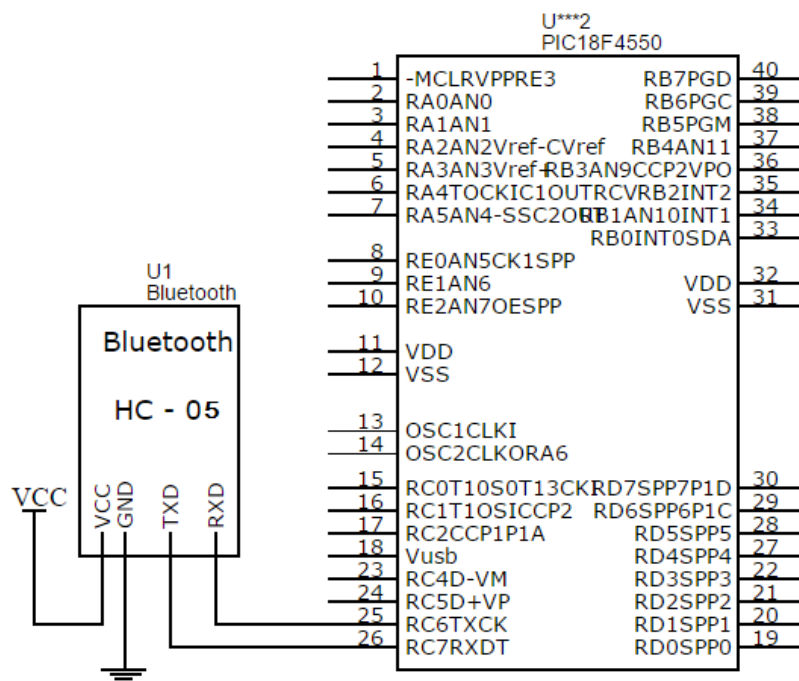 U***2
PIC18F4550
1 -MCLRVPPRE3 RB7PGD 40
2 RA0AN0 RB6PGC 39
3 RA1AN1 RB5PGM 38
4 RA2AN2Vref-CVref RB4AN11 37
5 RA3AN3Vref+RB3AN9CCP2VPO 36
6 RA4TOCKIC1OUTRCVRB2INT2 35
7 RA5AN4-SSC2OUTRB1AN10INT1 34
RB0INT0SDA 33
8 RE0AN5CK1SPP
9 RE1AN6 VDD 32
10 RE2AN7OESPP VSS 31
11 VDD
12 VSS
13 OSC1CLKI
14 OSC2CLKORA6
15 RC0T10S0T13CK1RD7SPP7P1D 30
16 RC1T1OSICCP2 RD6SPP6P1C 29
17 RC2CCP1P1A RD5SPP5 28
18 Vusb RD4SPP4 27
23 RC4D-VM RD3SPP3 22
24 RC5D+VP RD2SPP2 21
25 RC6TXCK RD1SPP1 20
26 RC7RXDT RD0SPP0 19
U1
Bluetooth
Bluetooth
HC - 05
VCC
GND
TXD
RXD
VCC